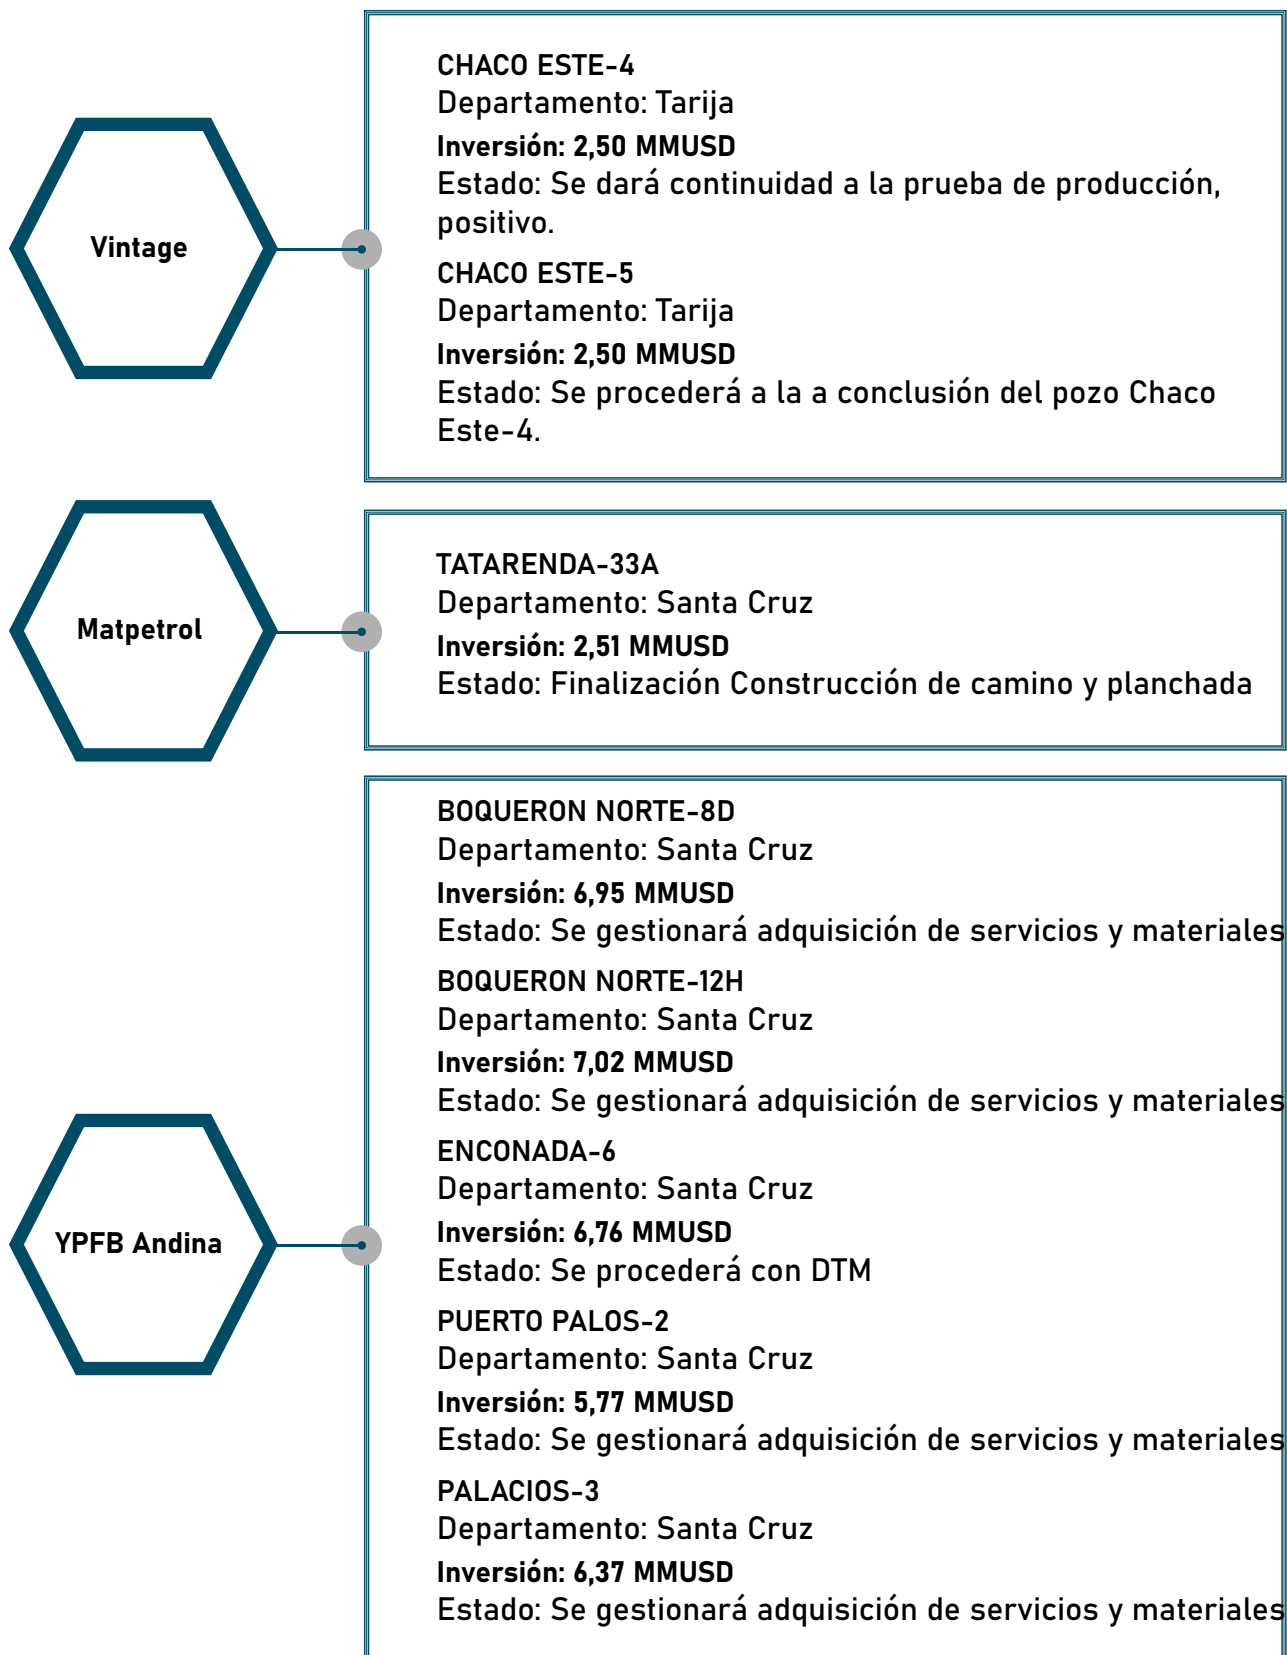 Vintage
CHACO ESTE-4
Departamento: Tarija
Inversión: 2,50 MMUSD
Estado: Se dará continuidad a la prueba de producción,
positivo.
CHACO ESTE-5
Departamento: Tarija
Inversión: 2,50 MMUSD
Estado: Se procederá a la a conclusión del pozo Chaco
Este-4.
Matpetrol
TATARENDA-33A
Departamento: Santa Cruz
Inversión: 2,51 MMUSD
Estado: Finalización Construcción de camino y planchada
YPFB Andina
BOQUERON NORTE-8D
Departamento: Santa Cruz
Inversión: 6,95 MMUSD
Estado: Se gestionará adquisición de servicios y materiales
BOQUERON NORTE-12H
Departamento: Santa Cruz
Inversión: 7,02 MMUSD
Estado: Se gestionará adquisición de servicios y materiales
ENCONADA-6
Departamento: Santa Cruz
Inversión: 6,76 MMUSD
Estado: Se procederá con DTM
PUERTO PALOS-2
Departamento: Santa Cruz
Inversión: 5,77 MMUSD
Estado: Se gestionará adquisición de servicios y materiales
PALACIOS-3
Departamento: Santa Cruz
Inversión: 6,37 MMUSD
Estado: Se gestionará adquisición de servicios y materiales